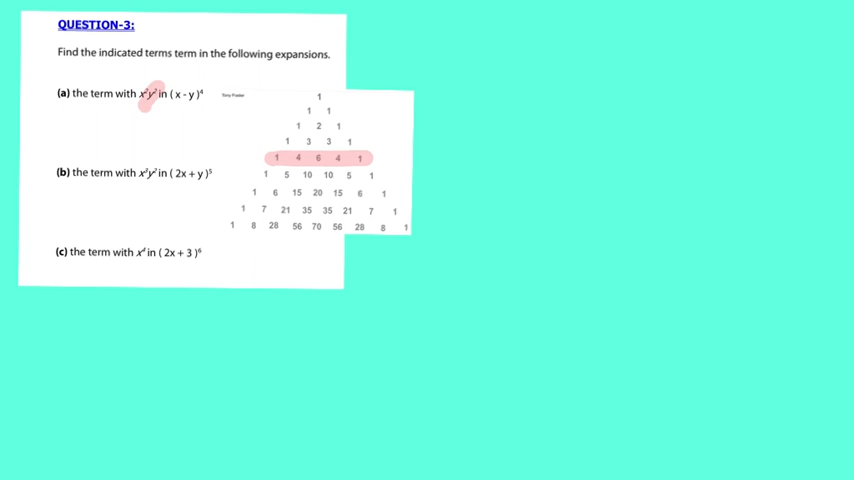 QUESTION-3:
Find the indicated terms term in the following expansions.
(a) the term with x²y² in ( x - y )⁴
Tony Foster
1
1 1
1 2 1
1 3 3 1
1 4 6 4 1
(b) the term with x³y² in ( 2x + y )⁵
1 5 10 10 5 1
1 6 15 20 15 6 1
1 7 21 35 35 21 7 1
1 8 28 56 70 56 28 8 1
(c) the term with x⁴ in ( 2x + 3 )⁶